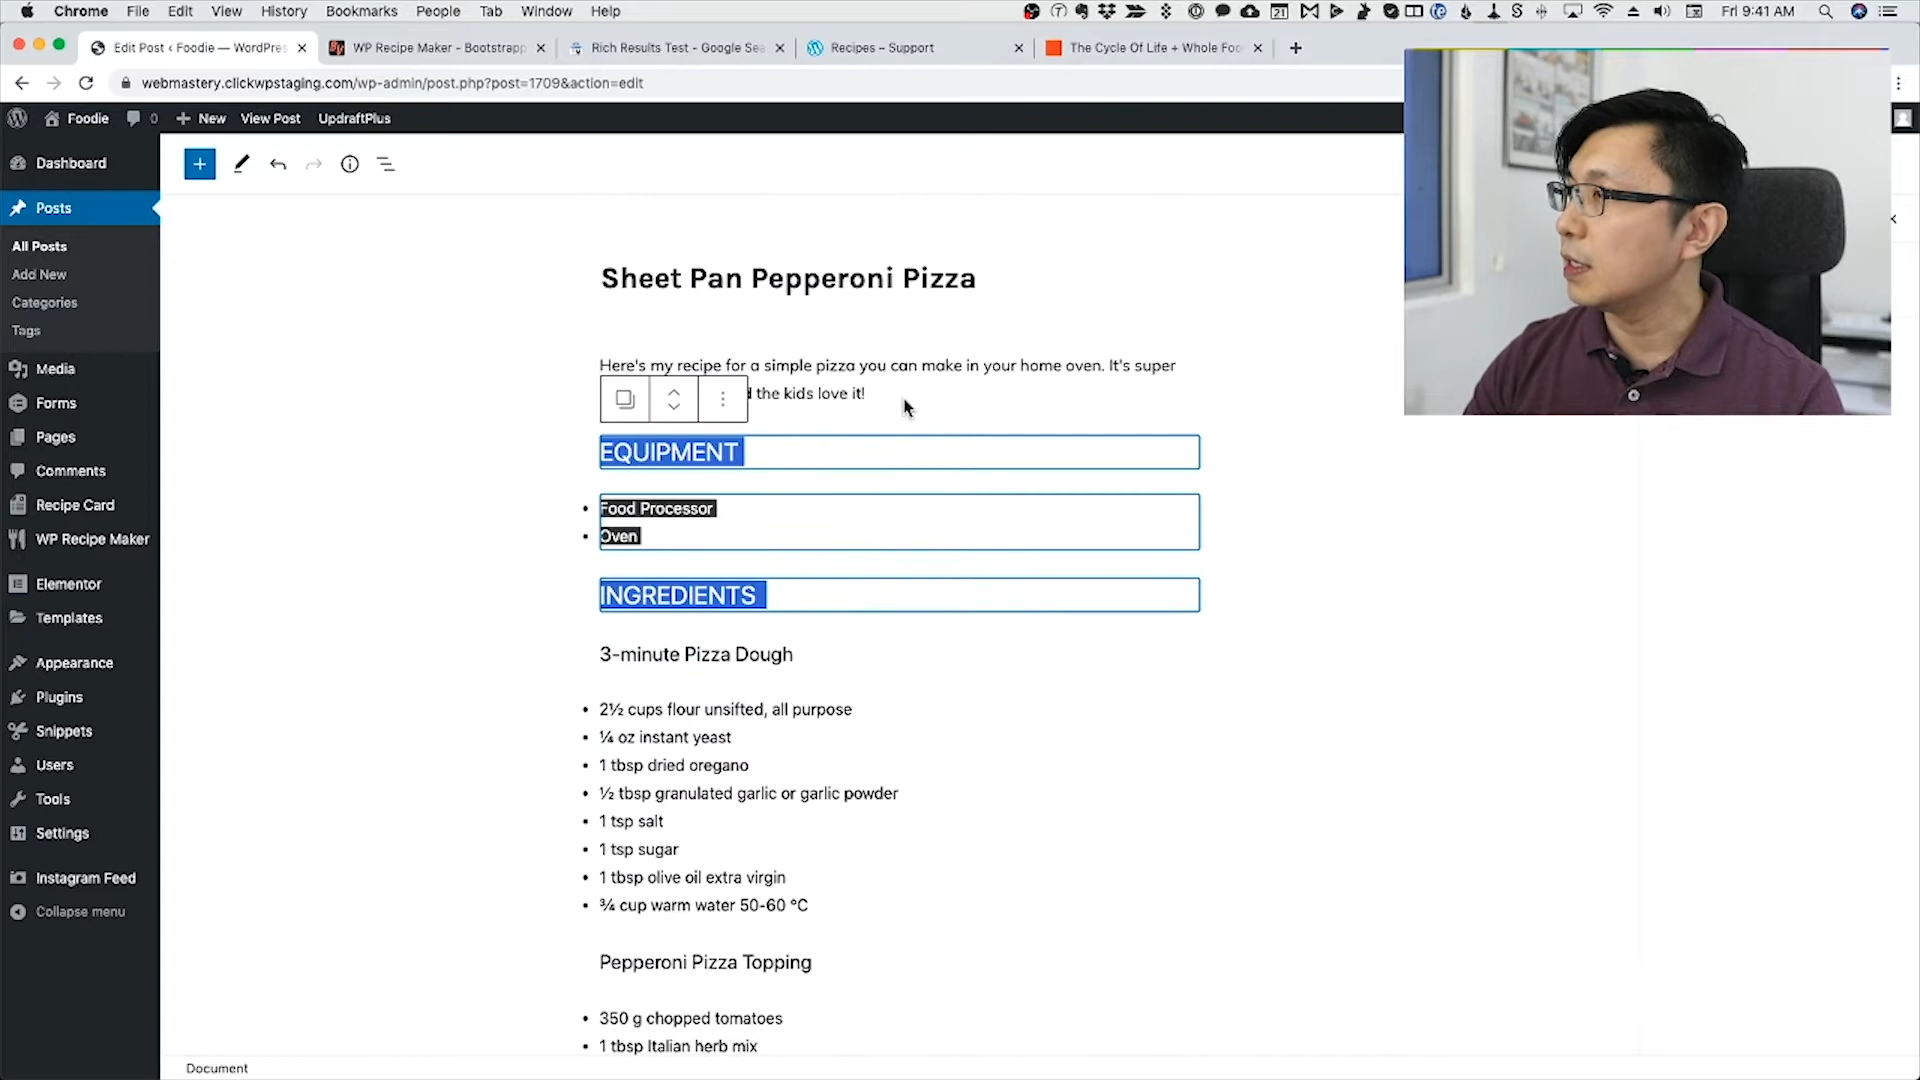 Chrome File Edit View History Bookmarks People Tab Window Help
21
Fri 9:41 AM
Edit Post ‹ Foodie — WordPres
WP Recipe Maker - Bootstrapp
Rich Results Test - Google Sea
Recipes – Support
The Cycle Of Life + Whole Foo
webmastery.clickwpstaging.com/wp-admin/post.php?post=1709&action=edit
Foodie 0 New View Post UpdraftPlus
Dashboard
Posts
All Posts
Add New
Categories
Tags
Media
Forms
Pages
Comments
Recipe Card
WP Recipe Maker
Elementor
Templates
Appearance
Plugins
Snippets
Users
Tools
Settings
Instagram Feed
Collapse menu
Sheet Pan Pepperoni Pizza
Here's my recipe for a simple pizza you can make in your home oven. It's super
the kids love it!
EQUIPMENT
• Food Processor
• Oven
INGREDIENTS
3-minute Pizza Dough
• 2½ cups flour unsifted, all purpose
• ¼ oz instant yeast
• 1 tbsp dried oregano
• ½ tbsp granulated garlic or garlic powder
• 1 tsp salt
• 1 tsp sugar
• 1 tbsp olive oil extra virgin
• ¾ cup warm water 50-60 °C
Pepperoni Pizza Topping
• 350 g chopped tomatoes
• 1 tbsp Italian herb mix
Document